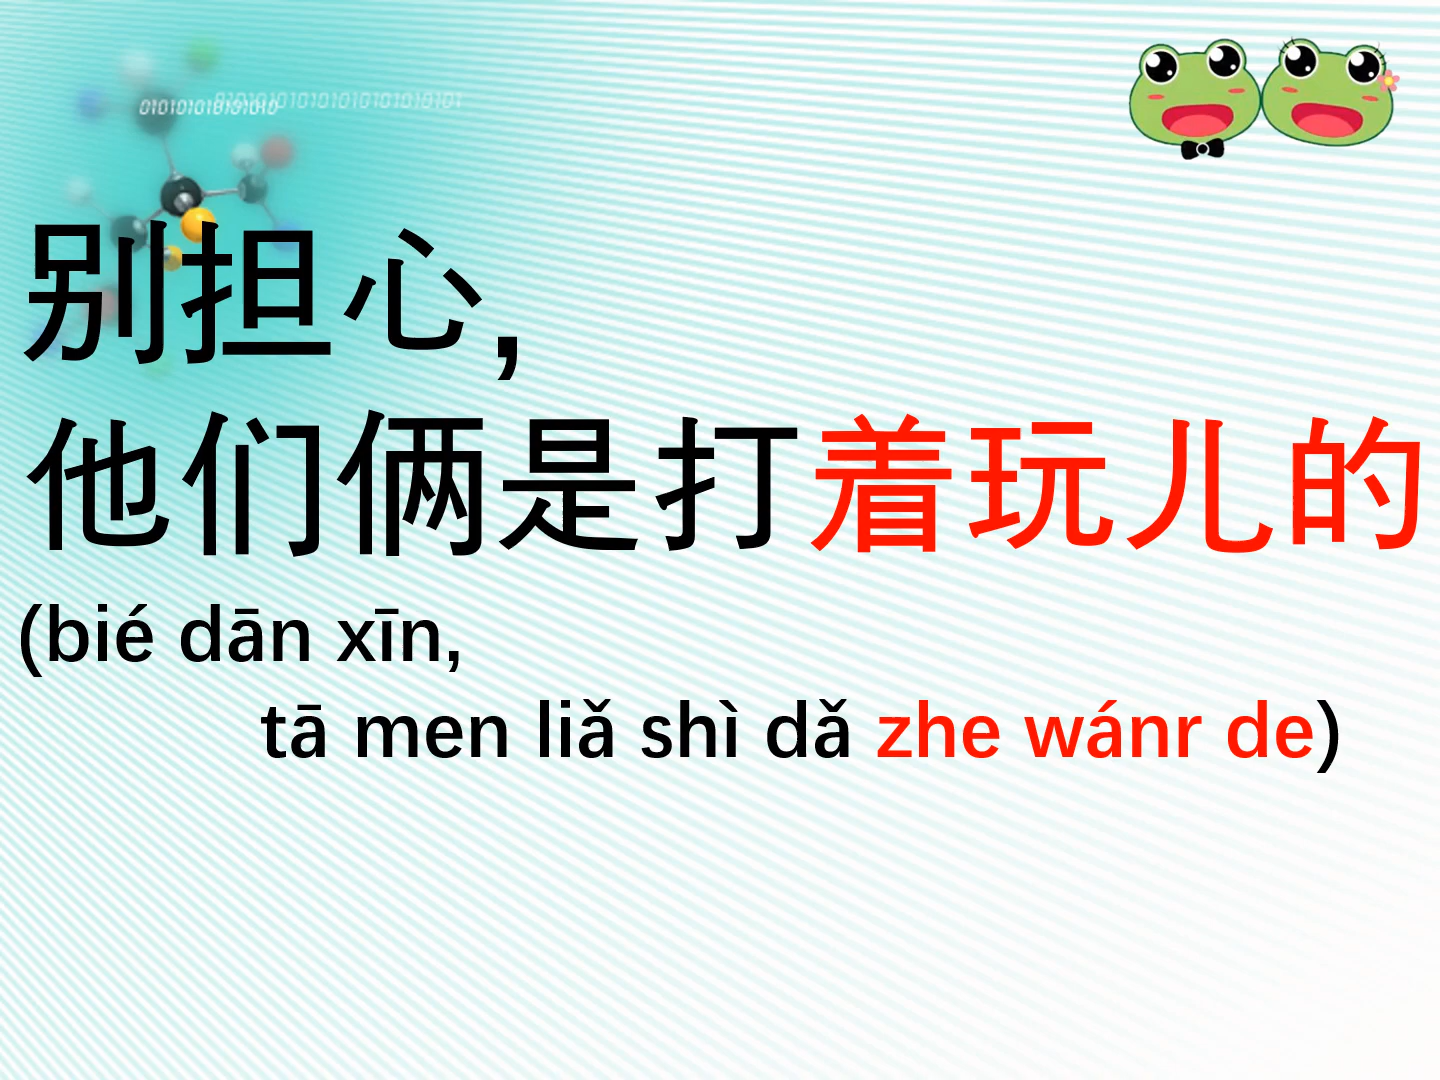 别担心,
他们俩是打着玩儿的
(bié dān xīn,
tā men liǎ shì dǎ zhe wánr de)